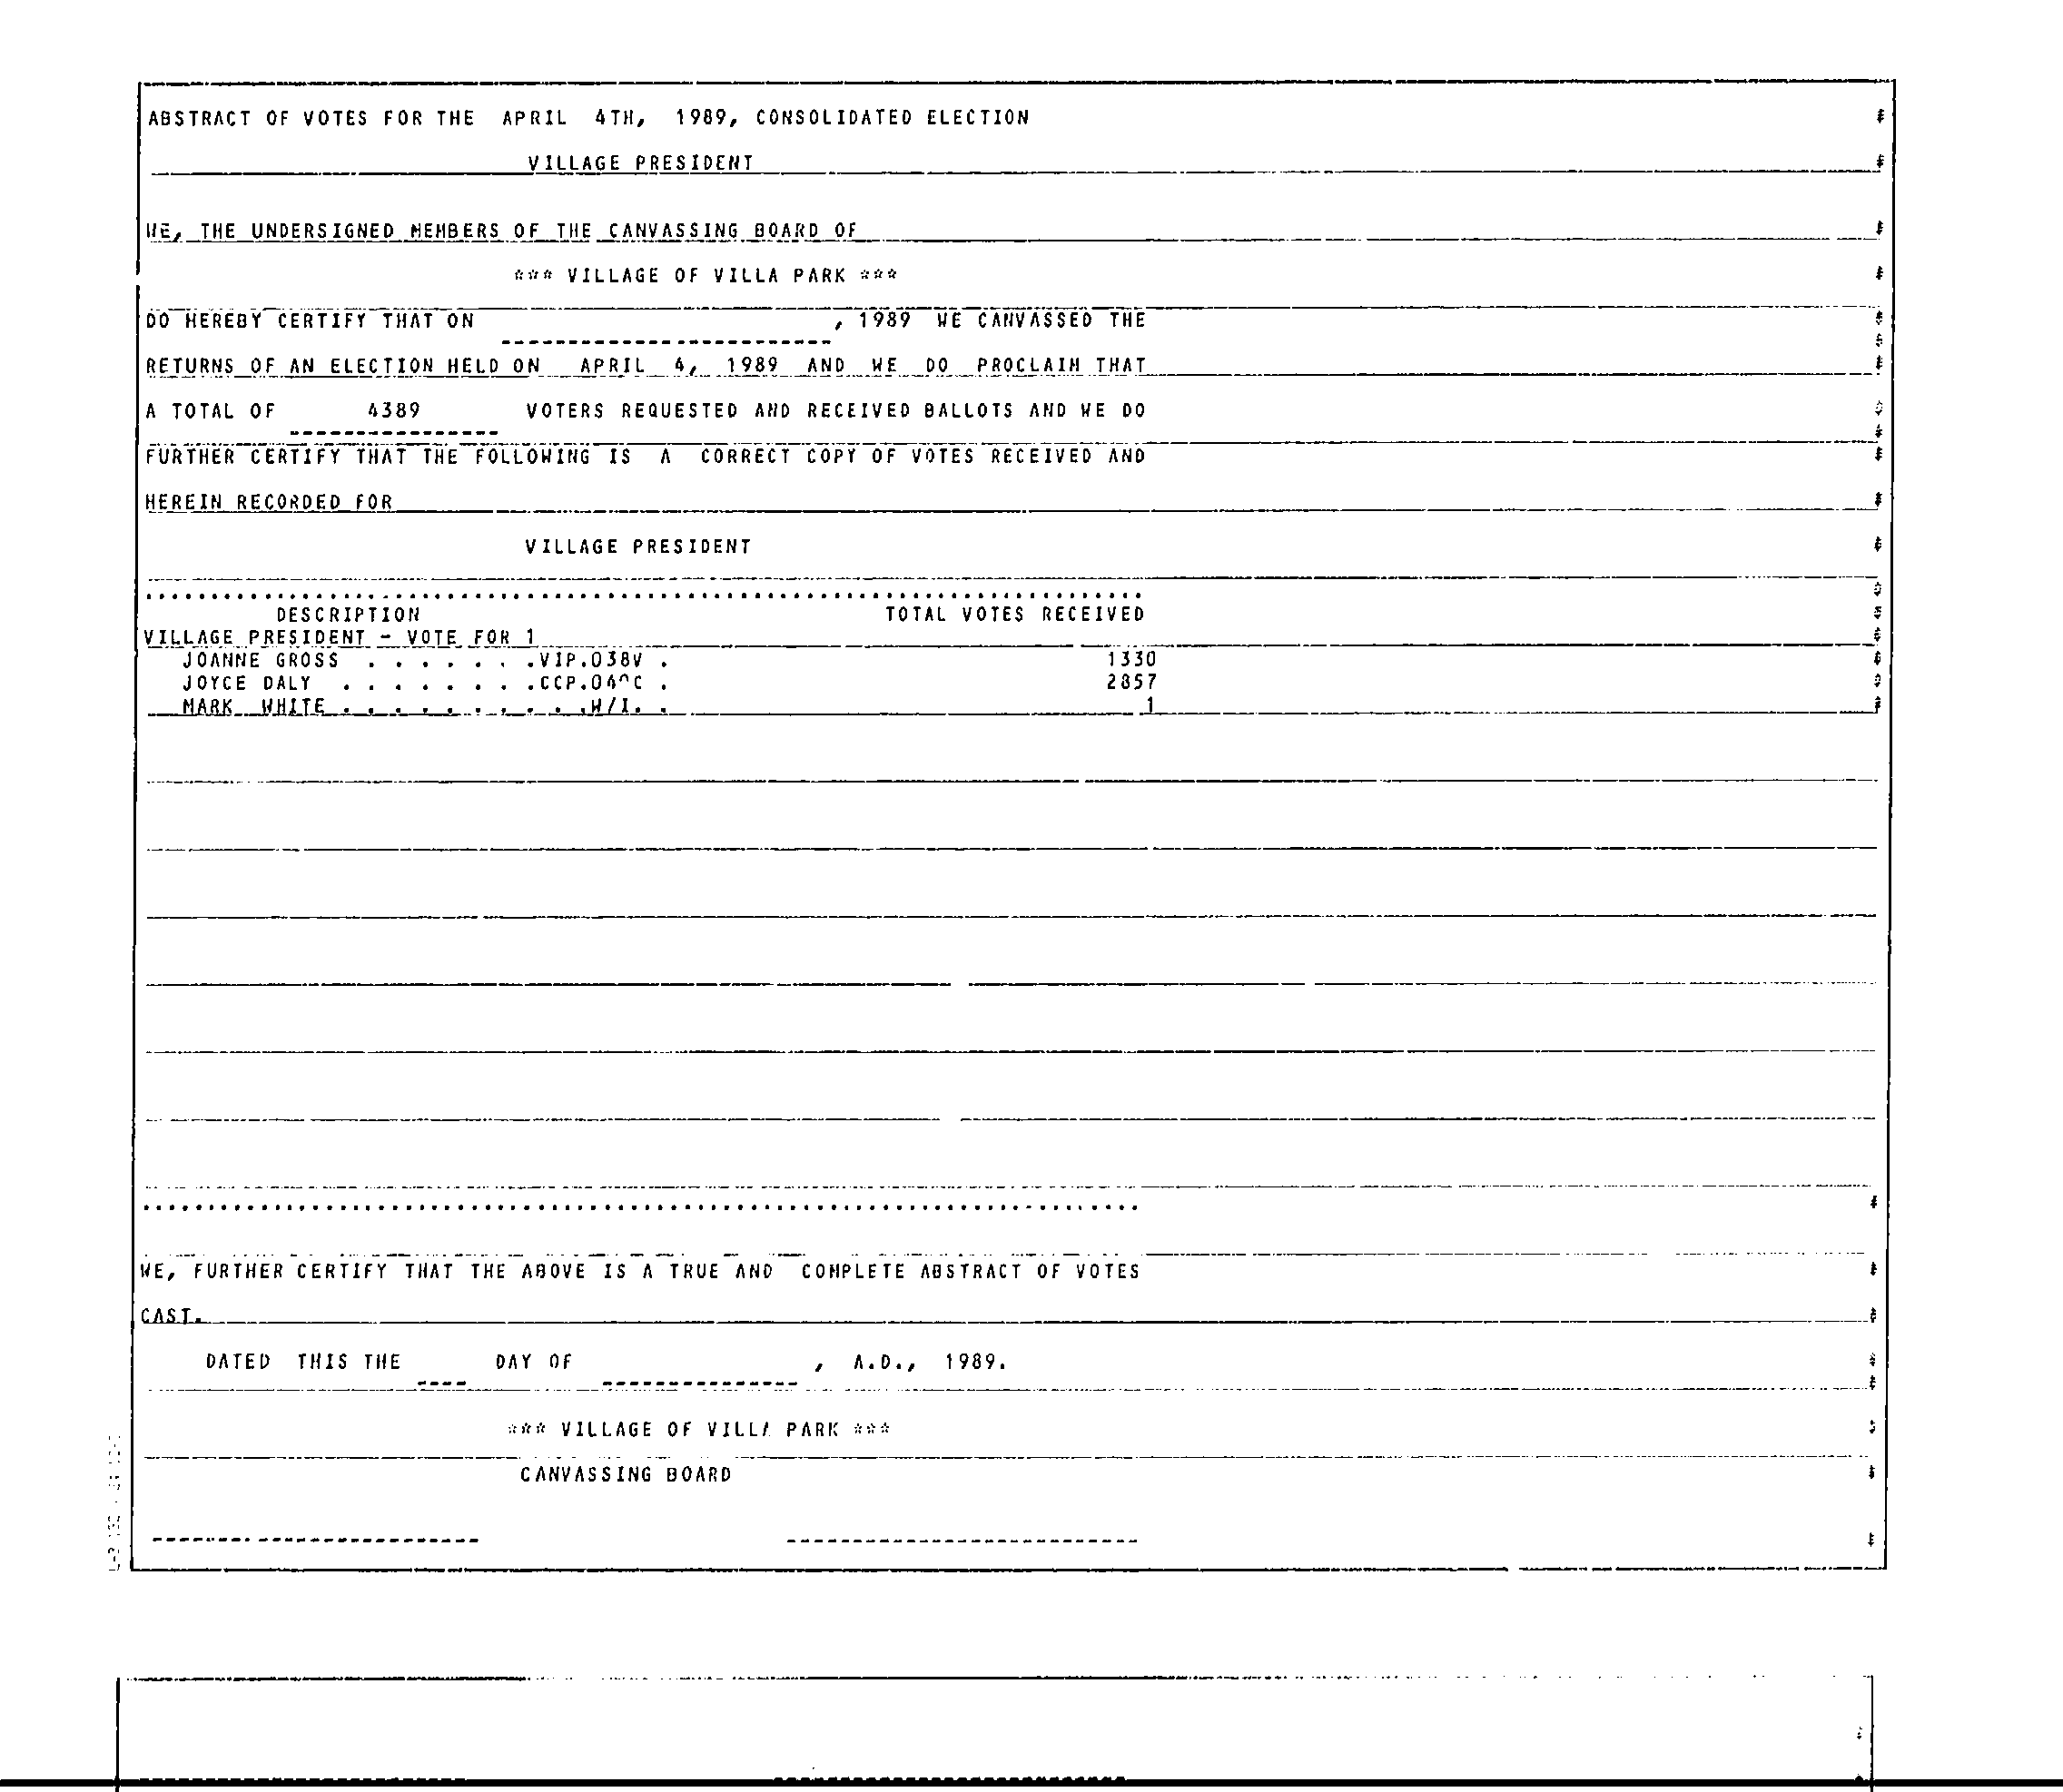 ABSTRACT OF VOTES FOR THE APRIL 4TH, 1989, CONSOLIDATED ELECTION
VILLAGE PRESIDENT
WE, THE UNDERSIGNED MEMBERS OF THE CANVASSING BOARD OF
*** VILLAGE OF VILLA PARK ***
DO HEREBY CERTIFY THAT ON , 1989 WE CANVASSED THE
RETURNS OF AN ELECTION HELD ON APRIL 4, 1989 AND WE DO PROCLAIM THAT
A TOTAL OF 4389 VOTERS REQUESTED AND RECEIVED BALLOTS AND WE DO
FURTHER CERTIFY THAT THE FOLLOWING IS A CORRECT COPY OF VOTES RECEIVED AND
HEREIN RECORDED FOR
VILLAGE PRESIDENT
DESCRIPTION TOTAL VOTES RECEIVED
VILLAGE PRESIDENT - VOTE FOR 1
JOANNE GROSS . . . . . . .VIP.038V . 1330
JOYCE DALY . . . . . . . . 2857
MARK WHITE . . . . . . . . . .W/I. . 1
WE, FURTHER CERTIFY THAT THE ABOVE IS A TRUE AND COMPLETE ABSTRACT OF VOTES
CAST.
DATED THIS THE DAY OF , A.D., 1989.
*** VILLAGE OF VILLA PARK ***
CANVASSING BOARD